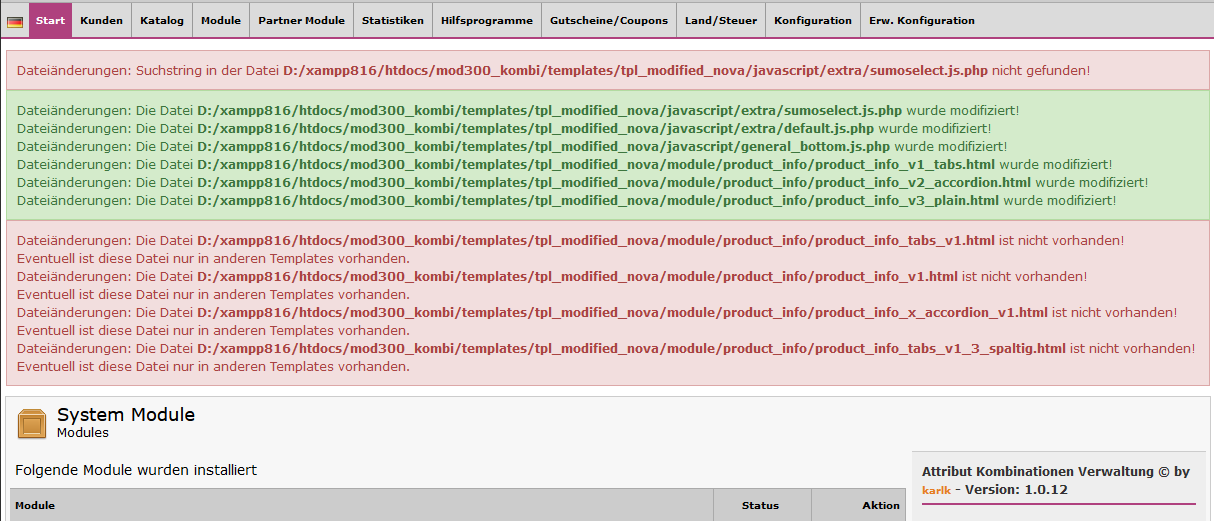 Start Kunden Katalog Module Partner Module Statistiken Hilfsprogramme Gutscheine/Coupons Land/Steuer Konfiguration Erw. Konfiguration
Dateiänderungen: Suchstring in der Datei D:/xampp816/htdocs/mod300_kombi/templates/tpl_modified_nova/javascript/extra/sumoselect.js.php nicht gefunden!
Dateiänderungen: Die Datei D:/xampp816/htdocs/mod300_kombi/templates/tpl_modified_nova/javascript/extra/sumoselect.js.php wurde modifiziert!
Dateiänderungen: Die Datei D:/xampp816/htdocs/mod300_kombi/templates/tpl_modified_nova/javascript/extra/default.js.php wurde modifiziert!
Dateiänderungen: Die Datei D:/xampp816/htdocs/mod300_kombi/templates/tpl_modified_nova/javascript/general_bottom.js.php wurde modifiziert!
Dateiänderungen: Die Datei D:/xampp816/htdocs/mod300_kombi/templates/tpl_modified_nova/module/product_info/product_info_v1_tabs.html wurde modifiziert!
Dateiänderungen: Die Datei D:/xampp816/htdocs/mod300_kombi/templates/tpl_modified_nova/module/product_info/product_info_v2_accordion.html wurde modifiziert!
Dateiänderungen: Die Datei D:/xampp816/htdocs/mod300_kombi/templates/tpl_modified_nova/module/product_info/product_info_v3_plain.html wurde modifiziert!
Dateiänderungen: Die Datei D:/xampp816/htdocs/mod300_kombi/templates/tpl_modified_nova/module/product_info/product_info_tabs_v1.html ist nicht vorhanden!
Eventuell ist diese Datei nur in anderen Templates vorhanden.
Dateiänderungen: Die Datei D:/xampp816/htdocs/mod300_kombi/templates/tpl_modified_nova/module/product_info/product_info_v1.html ist nicht vorhanden!
Eventuell ist diese Datei nur in anderen Templates vorhanden.
Dateiänderungen: Die Datei D:/xampp816/htdocs/mod300_kombi/templates/tpl_modified_nova/module/product_info/product_info_x_accordion_v1.html ist nicht vorhanden!
Eventuell ist diese Datei nur in anderen Templates vorhanden.
Dateiänderungen: Die Datei D:/xampp816/htdocs/mod300_kombi/templates/tpl_modified_nova/module/product_info/product_info_tabs_v1_3_spaltig.html ist nicht vorhanden!
Eventuell ist diese Datei nur in anderen Templates vorhanden.
System Module
Modules
Folgende Module wurden installiert
Module Status Aktion
Attribut Kombinationen Verwaltung © by
karlk - Version: 1.0.12